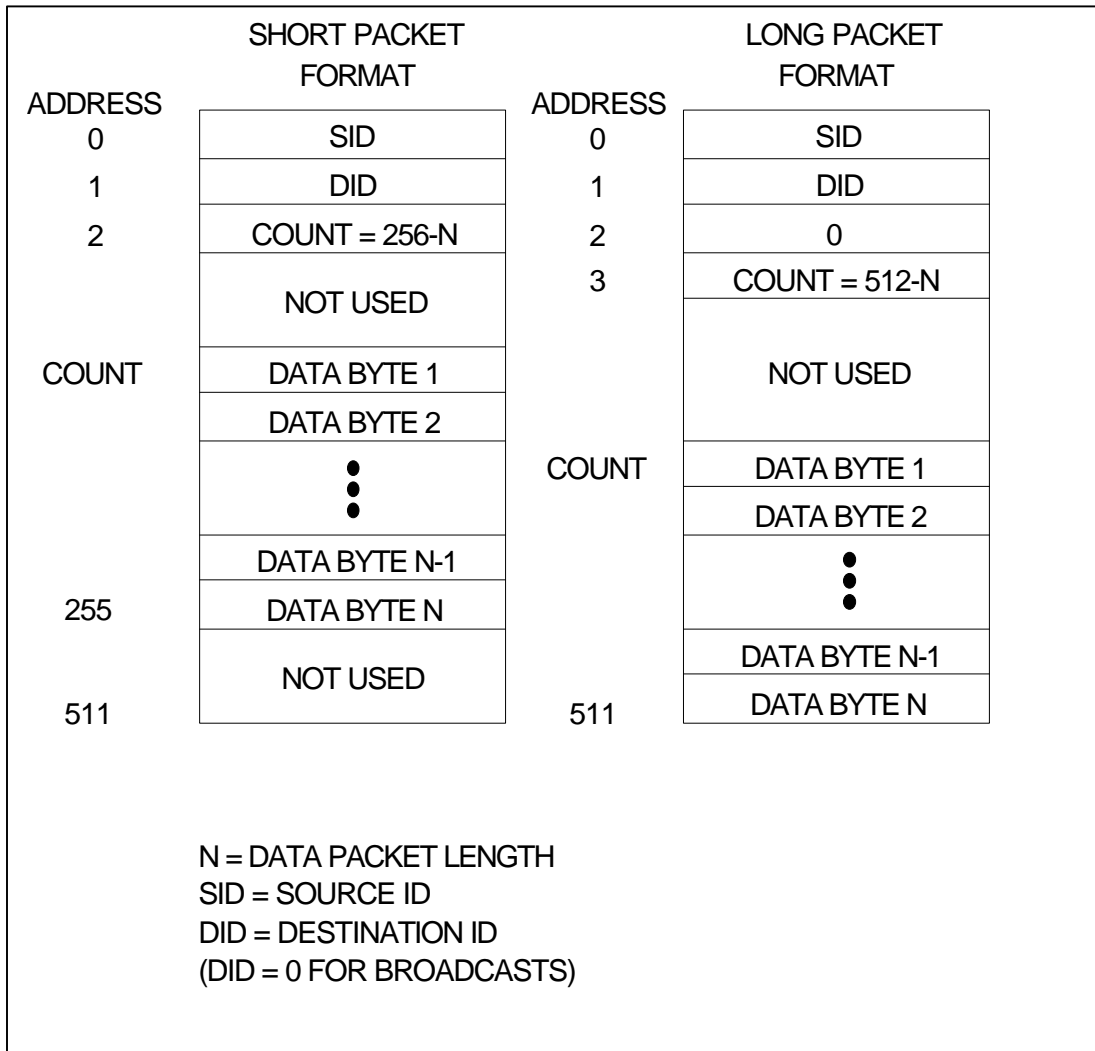 SHORT PACKET
FORMAT
ADDRESS
0 SID
1 DID
2 COUNT = 256-N
NOT USED
COUNT DATA BYTE 1
DATA BYTE 2
DATA BYTE N-1
255 DATA BYTE N
NOT USED
511
LONG PACKET
FORMAT
ADDRESS
0 SID
1 DID
2 0
3 COUNT = 512-N
NOT USED
COUNT DATA BYTE 1
DATA BYTE 2
DATA BYTE N-1
511 DATA BYTE N
N = DATA PACKET LENGTH
SID = SOURCE ID
DID = DESTINATION ID
(DID = 0 FOR BROADCASTS)